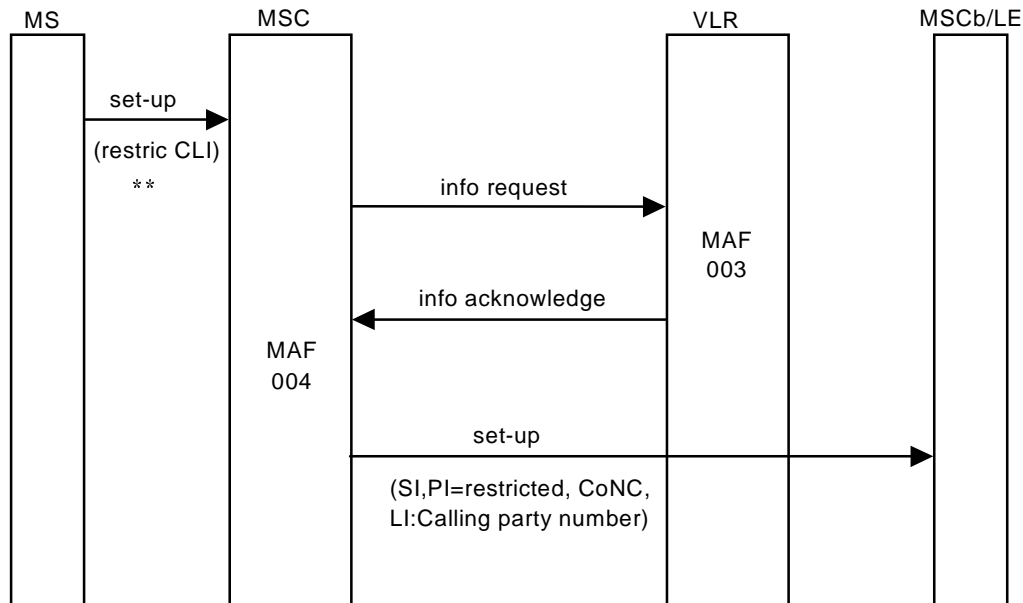 MS
MSC
VLR
MSCb/LE
set-up
(restric CLI)
**
info request
MAF
003
info acknowledge
MAF
004
set-up
(SI,PI=restricted, CoNC,
LI:Calling party number)